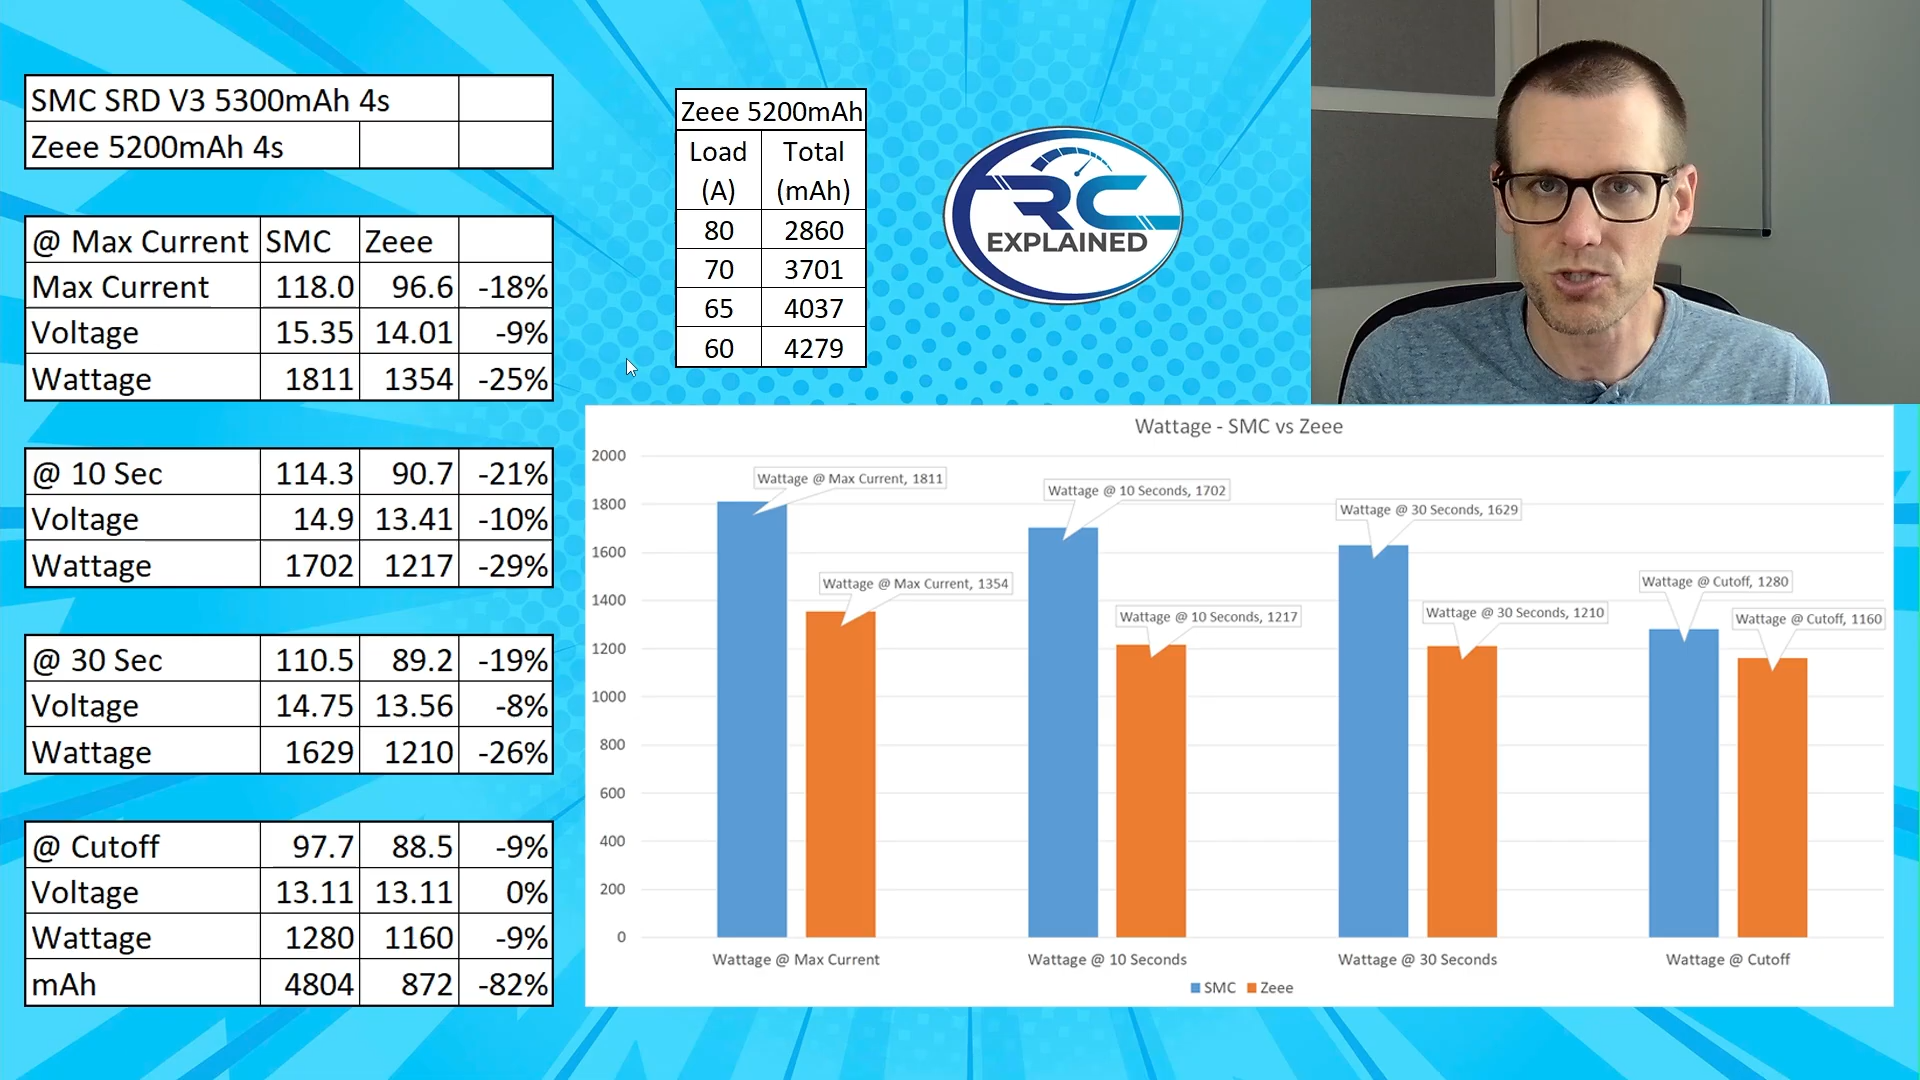 SMC SRD V3 5300mAh 4s
Zeee 5200mAh 4s
@ Max Current SMC Zeee
Max Current 118.0 96.6 -18%
Voltage 15.35 14.01 -9%
Wattage 1811 1354 -25%
@ 10 Sec 114.3 90.7 -21%
Voltage 14.9 13.41 -10%
Wattage 1702 1217 -29%
@ 30 Sec 110.5 89.2 -19%
Voltage 14.75 13.56 -8%
Wattage 1629 1210 -26%
@ Cutoff 97.7 88.5 -9%
Voltage 13.11 13.11 0%
Wattage 1280 1160 -9%
mAh 4804 872 -82%
Zeee 5200mAh
Load Total
(A) (mAh)
80 2860
70 3701
65 4037
60 4279
RC
EXPLAINED
Wattage - SMC vs Zeee
2000
1800
1600
1400
1200
1000
800
600
400
200
0
Wattage @ Max Current, 1811
Wattage @ Max Current, 1354
Wattage @ 10 Seconds, 1702
Wattage @ 10 Seconds, 1217
Wattage @ 30 Seconds, 1629
Wattage @ 30 Seconds, 1210
Wattage @ Cutoff, 1280
Wattage @ Cutoff, 1160
Wattage @ Max Current Wattage @ 10 Seconds Wattage @ 30 Seconds Wattage @ Cutoff
SMC Zeee